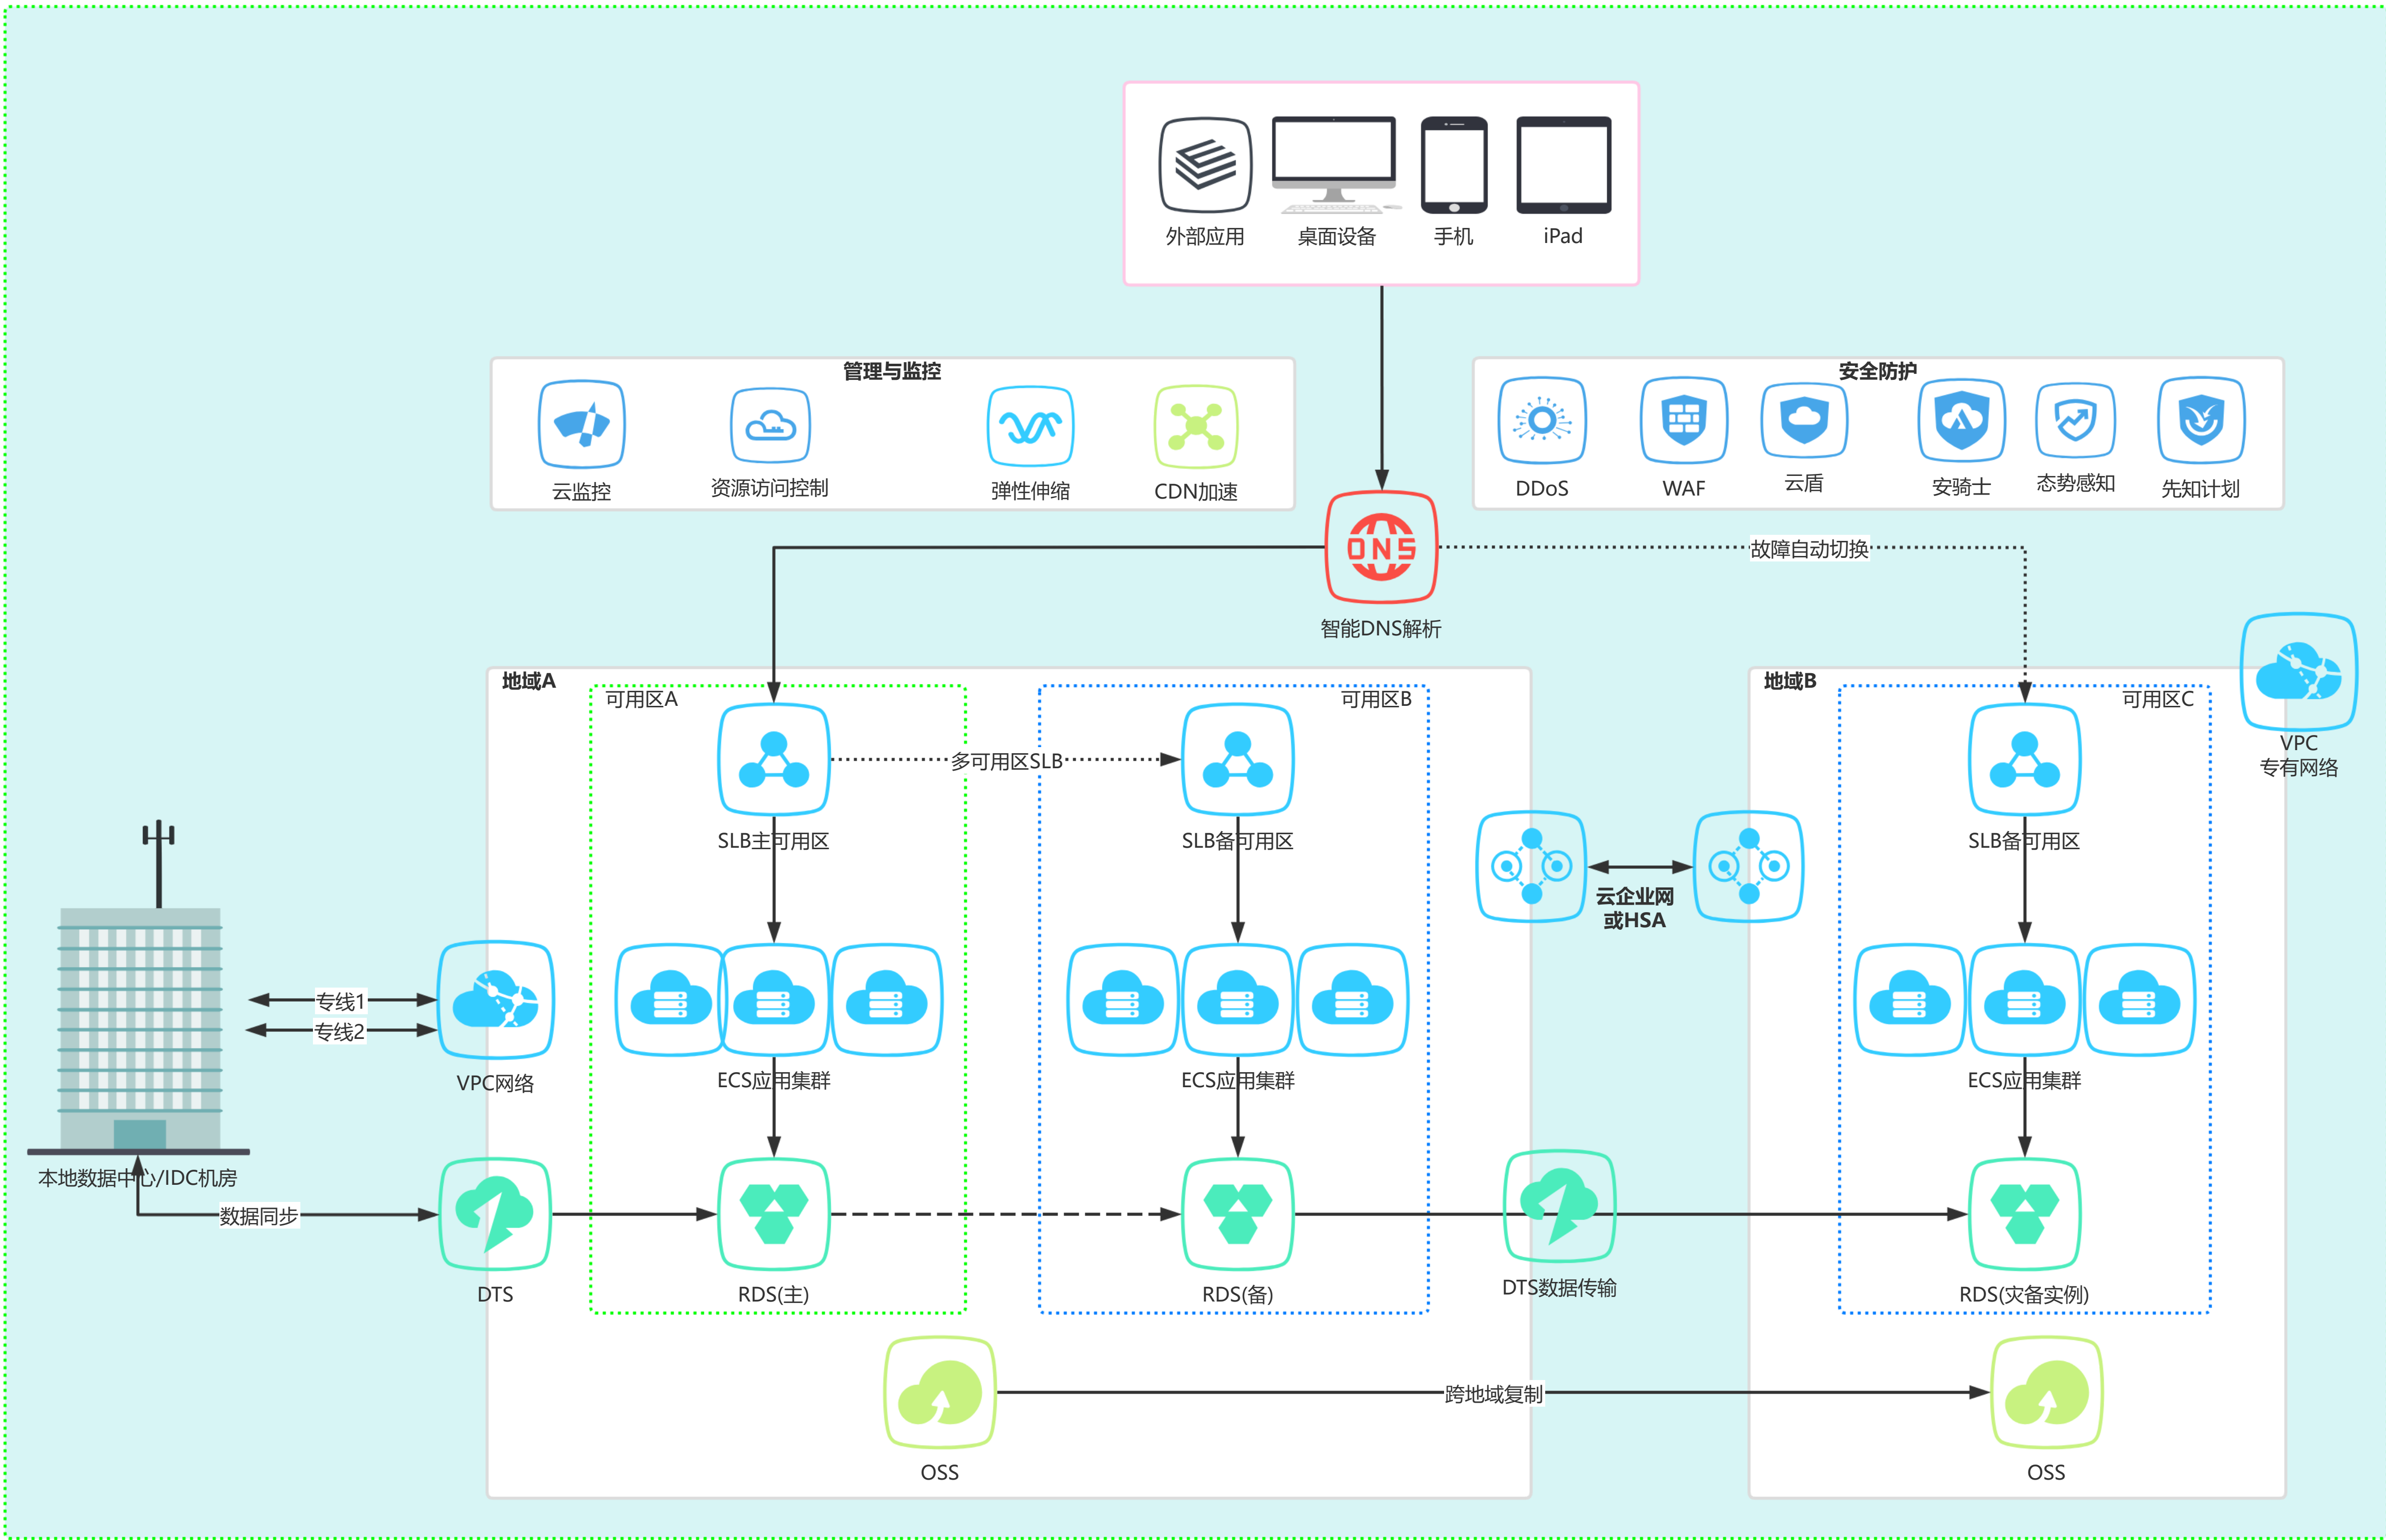 外部应用
桌面设备
手机
iPad
管理与监控
云监控
资源访问控制
弹性伸缩
CDN加速
安全防护
DDoS
WAF
云盾
安骑士
态势感知
先知计划
DNS
智能DNS解析
故障自动切换
地域A
可用区A
可用区B
地域B
可用区C
VPC
专有网络
多可用区SLB
SLB主可用区
SLB备可用区
SLB备可用区
云企业网
或HSA
专线1
专线2
VPC网络
ECS应用集群
ECS应用集群
ECS应用集群
本地数据中心/IDC机房
数据同步
DTS
RDS(主)
RDS(备)
DTS数据传输
RDS(灾备实例)
跨地域复制
OSS
OSS